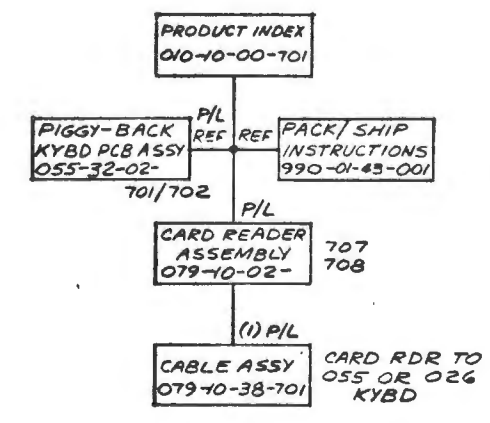 PRODUCT INDEX
010-10-00-701
P/L
REF REF
PIGGY-BACK
KYBD PCB ASSY
055-32-02-
701/702
PACK/SHIP
INSTRUCTIONS
990-01-43-001
P/L
CARD READER
ASSEMBLY
079-10-02-
707
708
(1) P/L
CABLE ASSY
079-10-38-701
CARD RDR TO
055 OR 026
KYBD